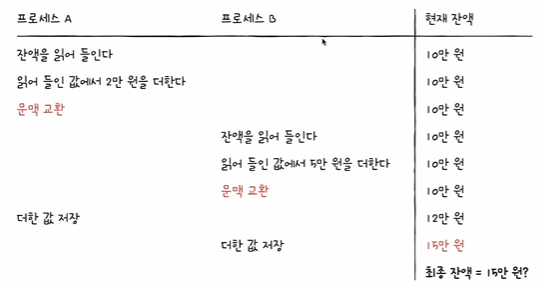 프로세스 A 프로세스 B 현재 잔액
잔액을 읽어 들인다 10만 원
읽어 들인 값에서 2만 원을 더한다 10만 원
문맥 교환 10만 원
잔액을 읽어 들인다 10만 원
읽어 들인 값에서 5만 원을 더한다 10만 원
문맥 교환 10만 원
더한 값 저장 12만 원
더한 값 저장 15만 원
최종 잔액 = 15만 원?